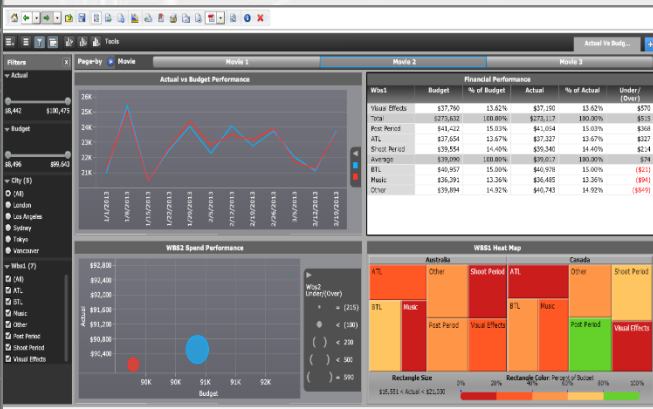 Tools
Actual Vs Budg...
Filters
Page-by Movie
Movie 1
Movie 2
Movie 3
Actual
$8,442 $100,475
Budget
$8,496 $99,643
City (5)
(All)
London
Los Angeles
Sydney
Tokyo
Vancouver
Wbs1 (7)
(All)
ATL
BTL
Music
Other
Post Period
Shoot Period
Visual Effects
Actual vs Budget Performance
26K
25K
24K
23K
22K
21K
1/1/2013
1/8/2013
1/15/2013
1/22/2013
1/29/2013
2/5/2013
2/12/2013
2/19/2013
2/26/2013
3/5/2013
3/12/2013
3/19/2013
Financial Performance
Wbs1 Budget % of Budget Actual % of Actual Under/(Over)
Visual Effects $37,760 13.62% $37,190 13.62% $570
Total $273,632 100.00% $273,117 100.00% $515
Post Period $41,422 15.03% $41,054 15.03% $368
ATL $37,654 13.67% $37,327 13.67% $327
Shoot Period $39,554 14.40% $39,340 14.40% $214
Average $39,090 100.00% $39,017 100.00% $74
BTL $40,957 15.00% $40,978 15.00% ($21)
Music $36,391 13.36% $36,485 13.36% ($94)
Other $39,894 14.92% $40,743 14.92% ($849)
WBS2 Spend Performance
$92,800
$92,400
$92,000
$91,600
$91,200
$90,800
$90,400
Actual
90K 90K 91K 91K 92K
Budget
Wbs2
Under/(Over)
= (215)
< (100)
< 200
< 500
= 590
WBS1 Heat Map
Australia
Canada
ATL
Other
Shoot Period
ATL
Other
Shoot Period
BTL
Music
BTL
Music
Post Period
Visual Effects
Post Period
Visual Effects
Rectangle Size
$15,551 < Actual < $21,330
Rectangle Color: Percent of Budget
0% 20% 40% 60% 80% 100%